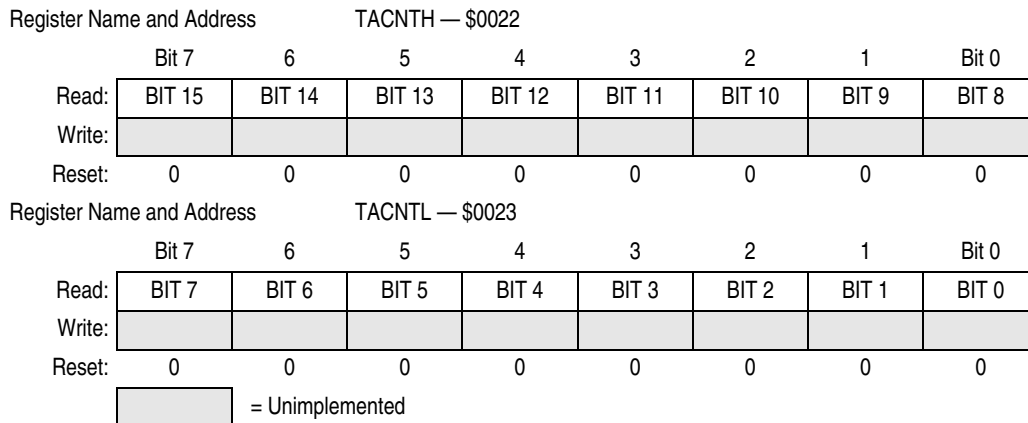 Register Name and Address TACNTH — $0022
Bit 7 6 5 4 3 2 1 Bit 0
Read: BIT 15 BIT 14 BIT 13 BIT 12 BIT 11 BIT 10 BIT 9 BIT 8
Write:
Reset: 0 0 0 0 0 0 0 0
Register Name and Address TACNTL — $0023
Bit 7 6 5 4 3 2 1 Bit 0
Read: BIT 7 BIT 6 BIT 5 BIT 4 BIT 3 BIT 2 BIT 1 BIT 0
Write:
Reset: 0 0 0 0 0 0 0 0
= Unimplemented